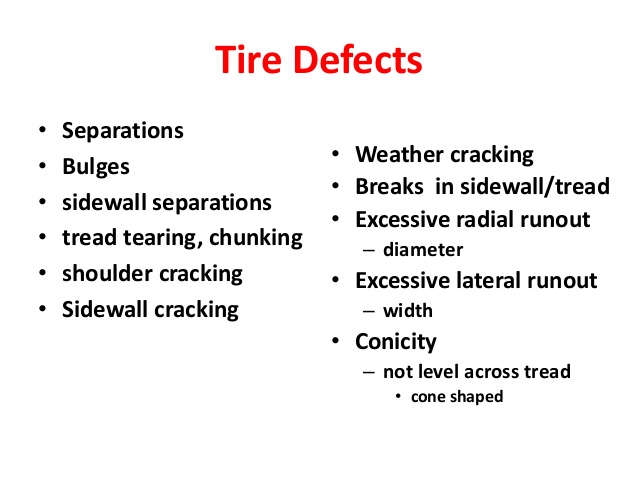 Tire Defects
• Separations
• Bulges
• sidewall separations
• tread tearing, chunking
• shoulder cracking
• Sidewall cracking
• Weather cracking
• Breaks  in sidewall/tread
• Excessive radial runout
– diameter
• Excessive lateral runout
– width
• Conicity
– not level across tread
• cone shaped